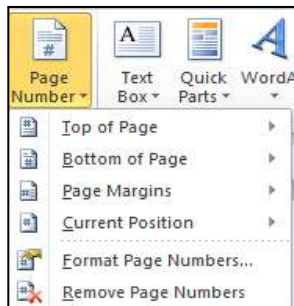 Page Text Quick WordA
Number Box Parts
Top of Page
Bottom of Page
Page Margins
Current Position
Format Page Numbers...
Remove Page Numbers